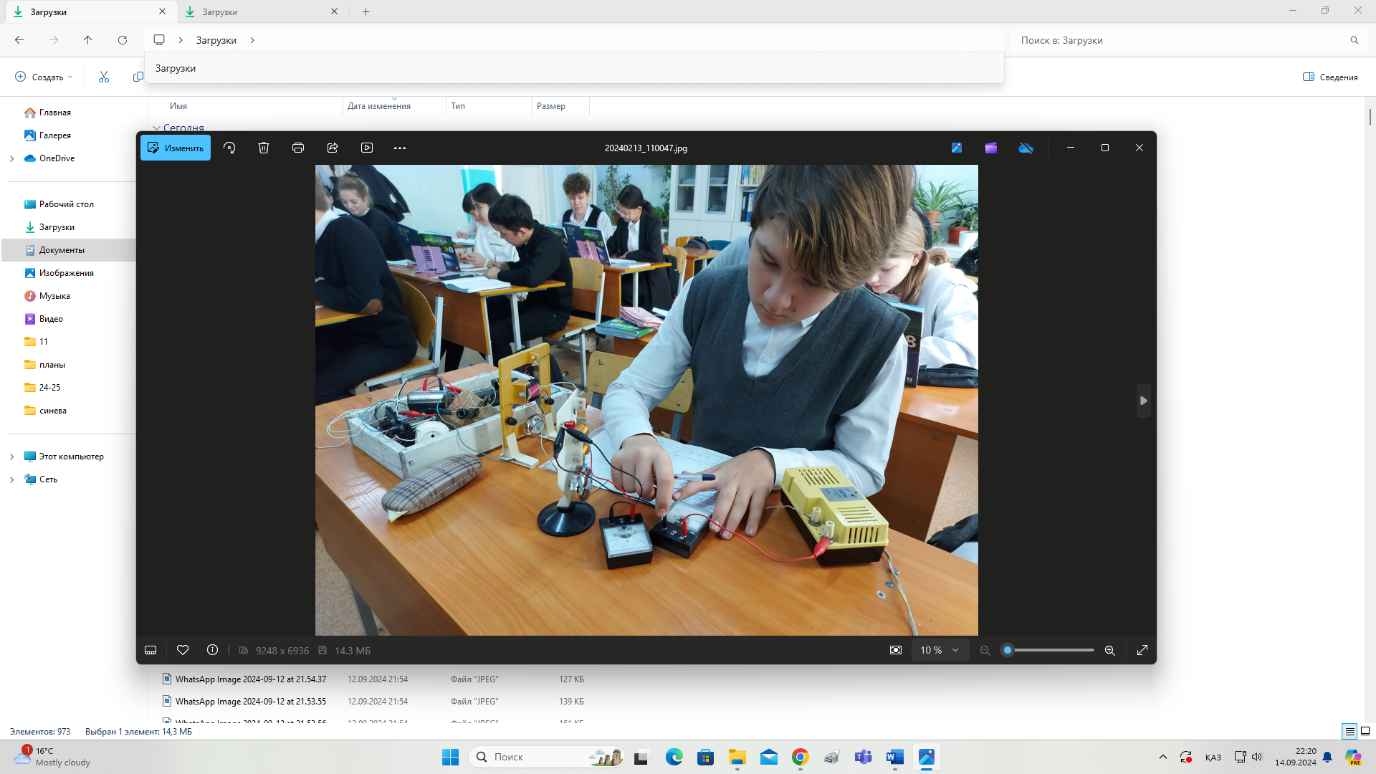 Загрузки
Загрузки
Загрузки
Поиск в: Загрузки
Создать
Загрузки
Сведения
Имя
Дата изменения
Тип
Размер
Сегодня
Главная
Галерея
OneDrive
Рабочий стол
Загрузки
Документы
Изображения
Музыка
Видео
11
планы
24-25
синева
Этот компьютер
Сеть
Изменить
20240213_110047.jpg
8
9248 x 6936
14.3 МБ
10 %
WhatsApp Image 2024-09-12 at 21.54.37
12.09.2024 21:54
Файл "JPEG"
127 КБ
WhatsApp Image 2024-09-12 at 21.53.55
12.09.2024 21:54
Файл "JPEG"
139 КБ
Элементов: 973
Выбран 1 элемент: 14,3 МБ
1
16°C
Mostly cloudy
Поиск
ҚАЗ
22:20
14.09.2024
PRE